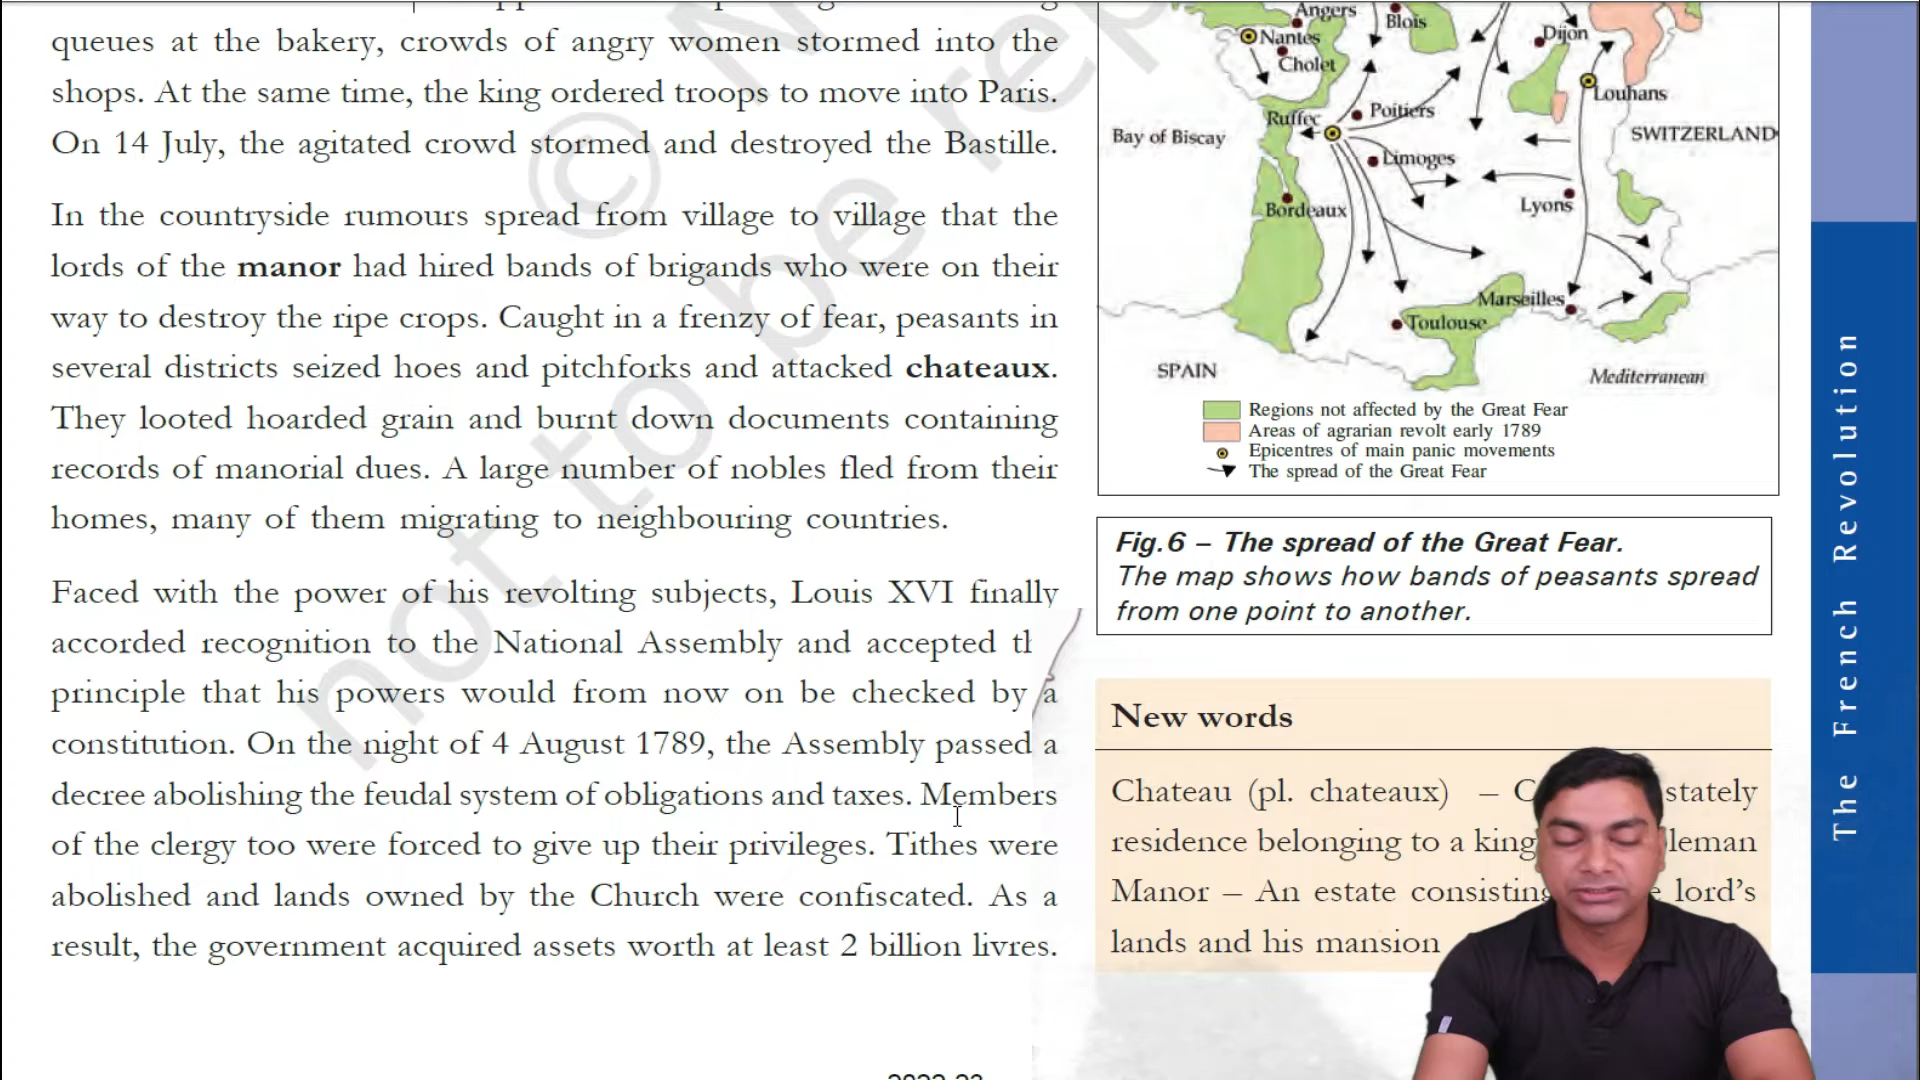 queues at the bakery, crowds of angry women stormed into the
shops. At the same time, the king ordered troops to move into Paris.
On 14 July, the agitated crowd stormed and destroyed the Bastille.
In the countryside rumours spread from village to village that the
lords of the manor had hired bands of brigands who were on their
way to destroy the ripe crops. Caught in a frenzy of fear, peasants in
several districts seized hoes and pitchforks and attacked chateaux.
They looted hoarded grain and burnt down documents containing
records of manorial dues. A large number of nobles fled from their
homes, many of them migrating to neighbouring countries.
Faced with the power of his revolting subjects, Louis XVI finally
accorded recognition to the National Assembly and accepted th
principle that his powers would from now on be checked by a
constitution. On the night of 4 August 1789, the Assembly passed a
decree abolishing the feudal system of obligations and taxes. Members
of the clergy too were forced to give up their privileges. Tithes were
abolished and lands owned by the Church were confiscated. As a
result, the government acquired assets worth at least 2 billion livres.
© N
not to be rep
Angers
Blois
Nantes
Dijon
Cholet
Louhans
Poitiers
Ruffec
Bay of Biscay
SWITZERLAND
Limoges
Lyons
Bordeaux
Marseilles
Toulouse
SPAIN
Mediterranean
Regions not affected by the Great Fear
Areas of agrarian revolt early 1789
Epicentres of main panic movements
The spread of the Great Fear
Fig.6 – The spread of the Great Fear.
The map shows how bands of peasants spread
from one point to another.
New words
Chateau (pl. chateaux) – C stately
residence belonging to a king leman
Manor – An estate consisting lord's
lands and his mansion
The French Revolution